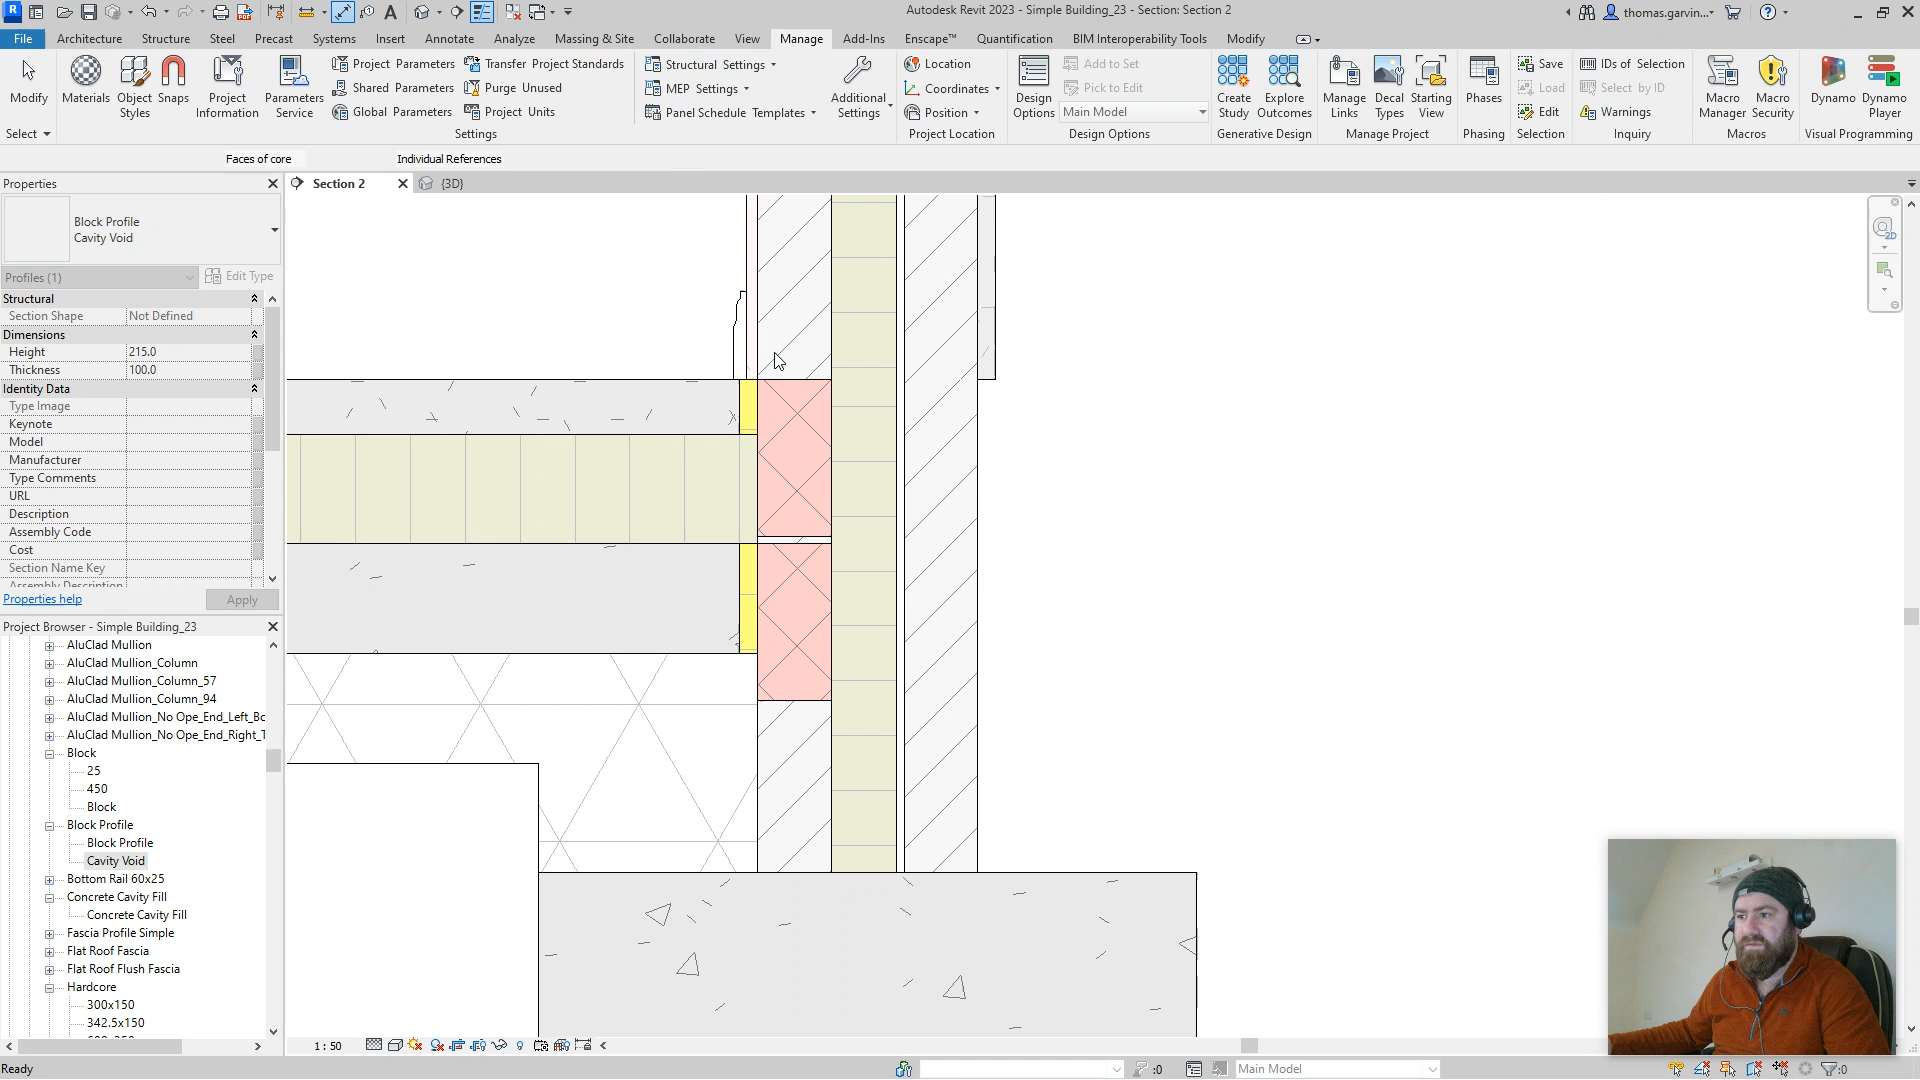 Autodesk Revit 2023 - Simple Building_23 - Section: Section 2
thomas.garvin...
File Architecture Structure Steel Precast Systems Insert Annotate Analyze Massing & Site Collaborate View Manage Add-Ins Enscape™ Quantification BIM Interoperability Tools Modify
Modify
Select
Materials
Object Styles
Snaps
Project Information
Parameters Service
Project Parameters
Shared Parameters
Global Parameters
Transfer Project Standards
Purge Unused
Project Units
Settings
Structural Settings
MEP Settings
Panel Schedule Templates
Additional Settings
Location
Coordinates
Position
Project Location
Design Options
Add to Set
Pick to Edit
Main Model
Design Options
Create Study
Explore Outcomes
Generative Design
Manage Links
Decal Types
Starting View
Manage Project
Phases
Phasing
Save
Load
Edit
Selection
IDs of Selection
Select by ID
Warnings
Inquiry
Macro Manager
Macro Security
Macros
Dynamo
Dynamo Player
Visual Programming
Faces of core
Individual References
Properties
Section 2
{3D}
2D
Block Profile
Cavity Void
Profiles (1)
Edit Type
Structural
Section Shape Not Defined
Dimensions
Height 215.0
Thickness 100.0
Identity Data
Type Image
Keynote
Model
Manufacturer
Type Comments
URL
Description
Assembly Code
Cost
Section Name Key
Assembly Description
Properties help
Apply
Project Browser - Simple Building_23
AluClad Mullion
AluClad Mullion_Column
AluClad Mullion_Column_57
AluClad Mullion_Column_94
AluClad Mullion_No Ope_End_Left_Bc
AluClad Mullion_No Ope_End_Right_T
Block
25
450
Block
Block Profile
Block Profile
Cavity Void
Bottom Rail 60x25
Concrete Cavity Fill
Concrete Cavity Fill
Fascia Profile Simple
Flat Roof Fascia
Flat Roof Flush Fascia
Hardcore
300x150
342.5x150
1 : 50
Ready
:0
Main Model
:0